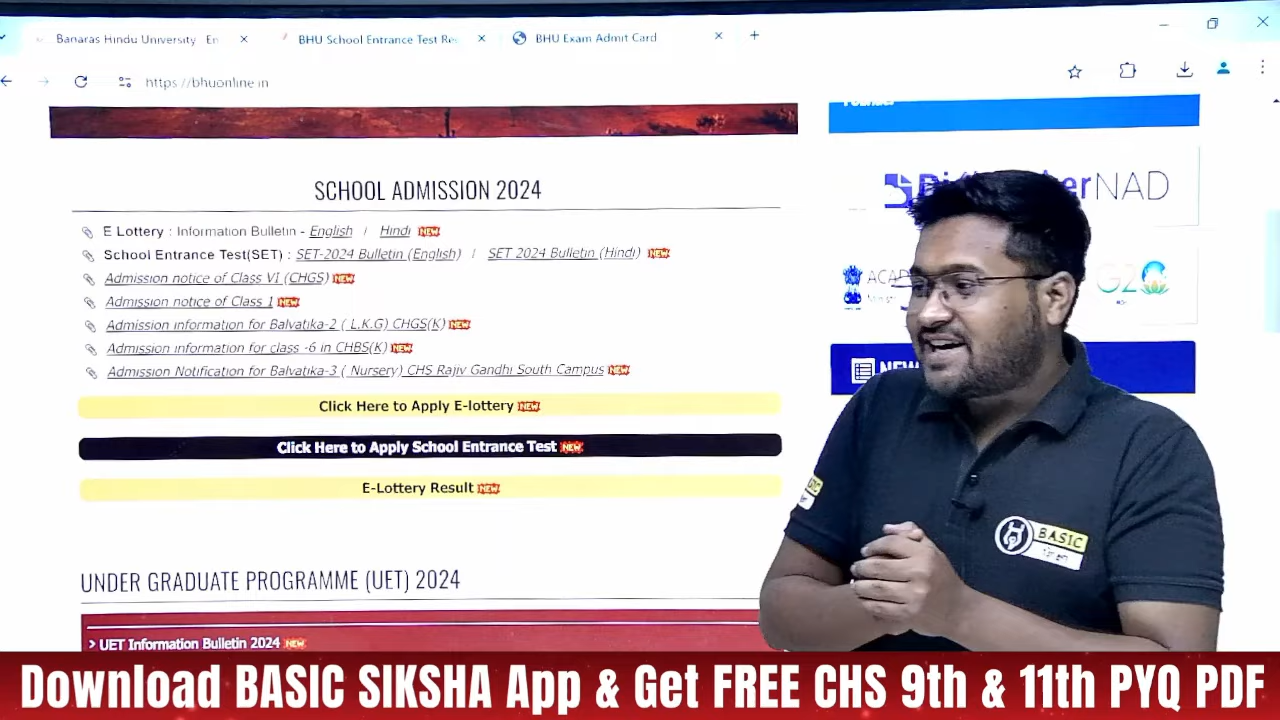 Banaras Hindu University En
BHU School Entrance Test Re
BHU Exam Admit Card
https://bhuonline.in
SCHOOL ADMISSION 2024
E Lottery : Information Bulletin - English / Hindi NEW
School Entrance Test(SET) : SET-2024 Bulletin (English) / SET 2024 Bulletin (Hindi) NEW
Admission notice of Class VI (CHGS) NEW
Admission notice of Class 1 NEW
Admission information for Balvatika-2 ( L.K.G) CHGS(K) NEW
Admission information for class -6 in CHBS(K) NEW
Admission Notification for Balvatika-3 ( Nursery) CHS Rajiv Gandhi South Campus NEW
Click Here to Apply E-lottery NEW
Click Here to Apply School Entrance Test NEW
E-Lottery Result NEW
UNDER GRADUATE PROGRAMME (UET) 2024
> UET Information Bulletin 2024 NEW
Founder
NAD
ACAD
G20
NEW
BASIC
Download BASIC SIKSHA App & Get FREE CHS 9th & 11th PYQ PDF